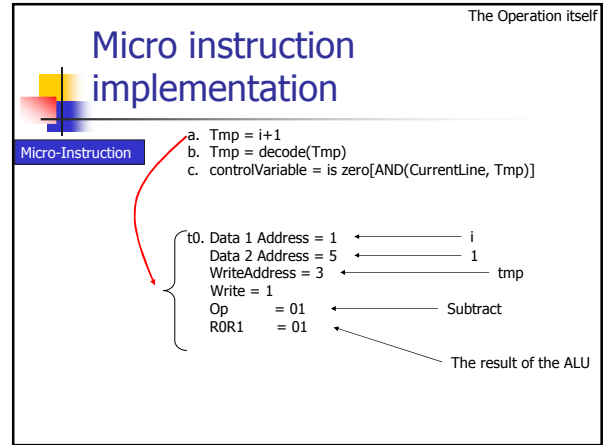 The Operation itself
Micro instruction
implementation
Micro-Instruction
a. Tmp = i+1
b. Tmp = decode(Tmp)
c. controlVariable = is zero[AND(CurrentLine, Tmp)]
t0. Data 1 Address = 1 i
Data 2 Address = 5 1
WriteAddress = 3 tmp
Write = 1
Op = 01 Subtract
R0R1 = 01
The result of the ALU